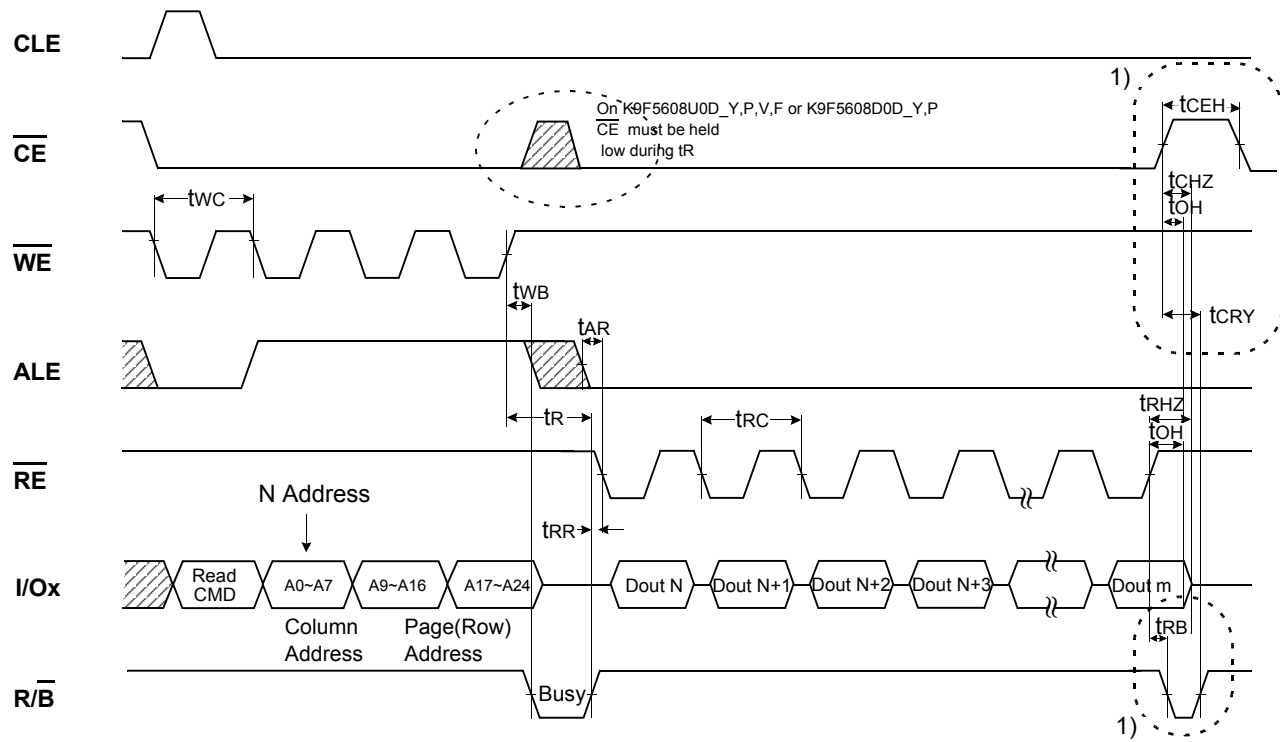 CLE
1)
tCEH
On K9F5608U0D_Y,P,V,F or K9F5608D0D_Y,P
CE must be held
low during tR
CE
tCHZ
tOH
tWC
WE
tWB
tCRY
tAR
ALE
tR
tRC
tRHZ
tOH
RE
N Address
tRR
I/Ox
Read
CMD
A0~A7
A9~A16
A17~A24
Dout N
Dout N+1
Dout N+2
Dout N+3
Dout m
Column
Address
Page(Row)
Address
tRB
R/B
Busy
1)